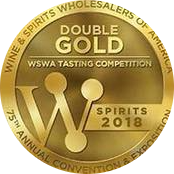 WINE & SPIRITS WHOLESALERS OF AMERICA
DOUBLE
GOLD
WSWA TASTING COMPETITION
W
SPIRITS
2018
75TH ANNUAL CONVENTION & EXPOSITION